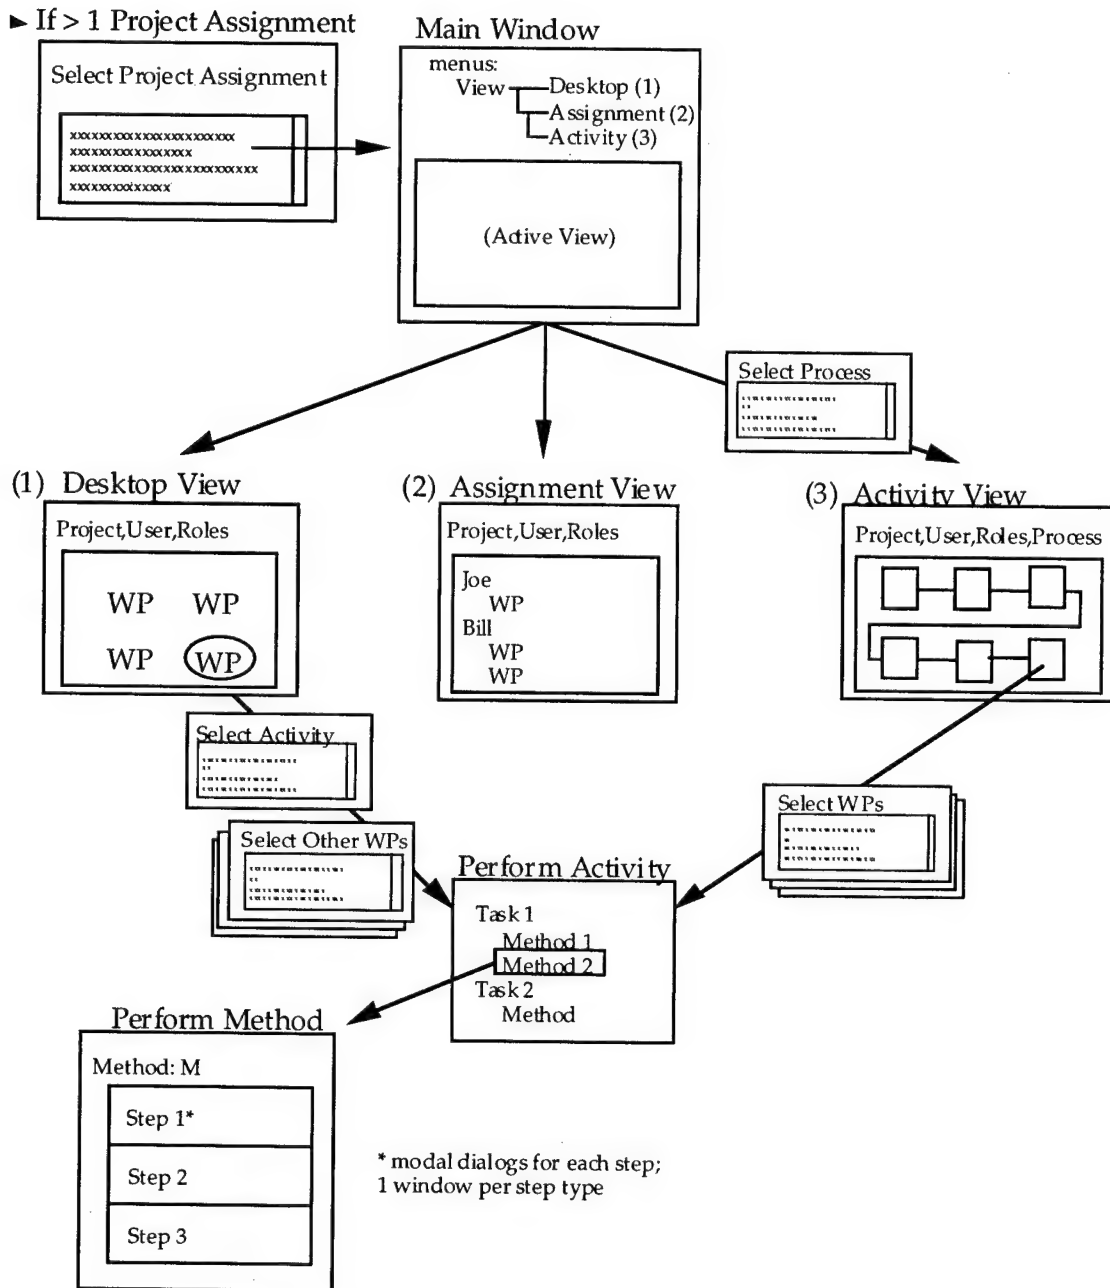 ► If > 1 Project Assignment
Select Project Assignment
xxxxxxxxxxxxxxxxxxxxxxx
xxxxxxxxxxxxxxxxx
xxxxxxxxxxxxxxxxxxxxxxxxxx
xxxxxxxxxxxxxx
Main Window
menus:
View
Desktop (1)
Assignment (2)
Activity (3)
(Active View)
Select Process
(1) Desktop View
Project,User,Roles
WP WP
WP WP
(2) Assignment View
Project,User,Roles
Joe
WP
Bill
WP
WP
(3) Activity View
Project,User,Roles,Process
Select Activity
Select Other WPs
Select WPs
Perform Activity
Task 1
Method 1
Method 2
Task 2
Method
Perform Method
Method: M
Step 1*
Step 2
Step 3
* modal dialogs for each step;
1 window per step type